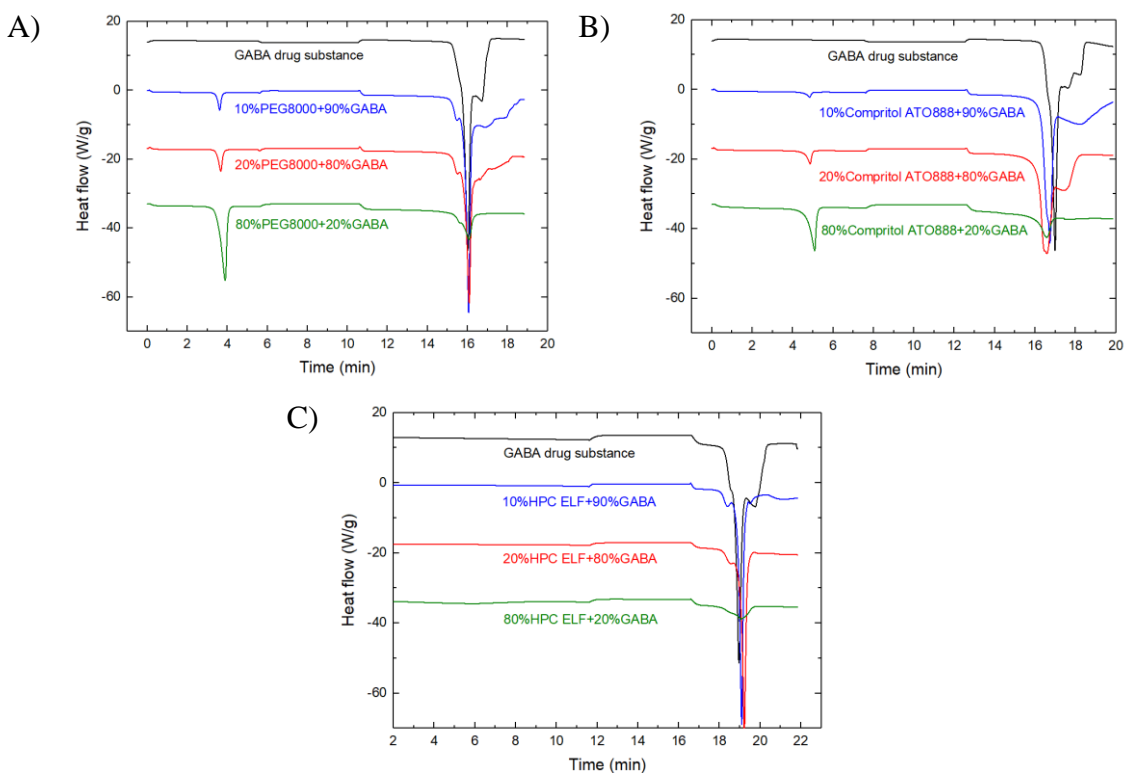 A)
20
0
-20
-40
-60
Heat flow (W/g)
GABA drug substance
10%PEG8000+90%GABA
20%PEG8000+80%GABA
80%PEG8000+20%GABA
0 2 4 6 8 10 12 14 16 18 20
Time (min)
B)
20
0
-20
-40
-60
Heat flow (W/g)
GABA drug substance
10%Compritol ATO888+90%GABA
20%Compritol ATO888+80%GABA
80%Compritol ATO888+20%GABA
0 2 4 6 8 10 12 14 16 18 20
Time (min)
C)
20
0
-20
-40
-60
Heat flow (W/g)
GABA drug substance
10%HPC ELF+90%GABA
20%HPC ELF+80%GABA
80%HPC ELF+20%GABA
2 4 6 8 10 12 14 16 18 20 22
Time (min)